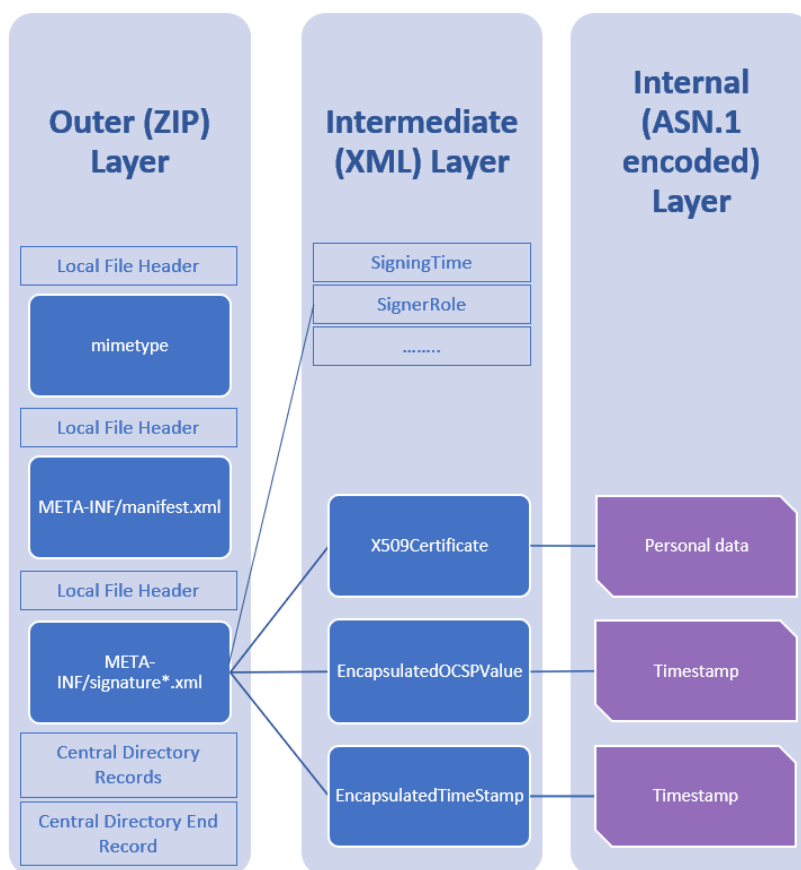 Outer (ZIP)
Layer
Local File Header
mimetype
Local File Header
META-INF/manifest.xml
Local File Header
META-
INF/signature*.xml
Central Directory
Records
Central Directory End
Record
Intermediate
(XML) Layer
SigningTime
SignerRole
........
X509Certificate
EncapsulatedOCSPValue
EncapsulatedTimeStamp
Internal
(ASN.1
encoded)
Layer
Personal data
Timestamp
Timestamp